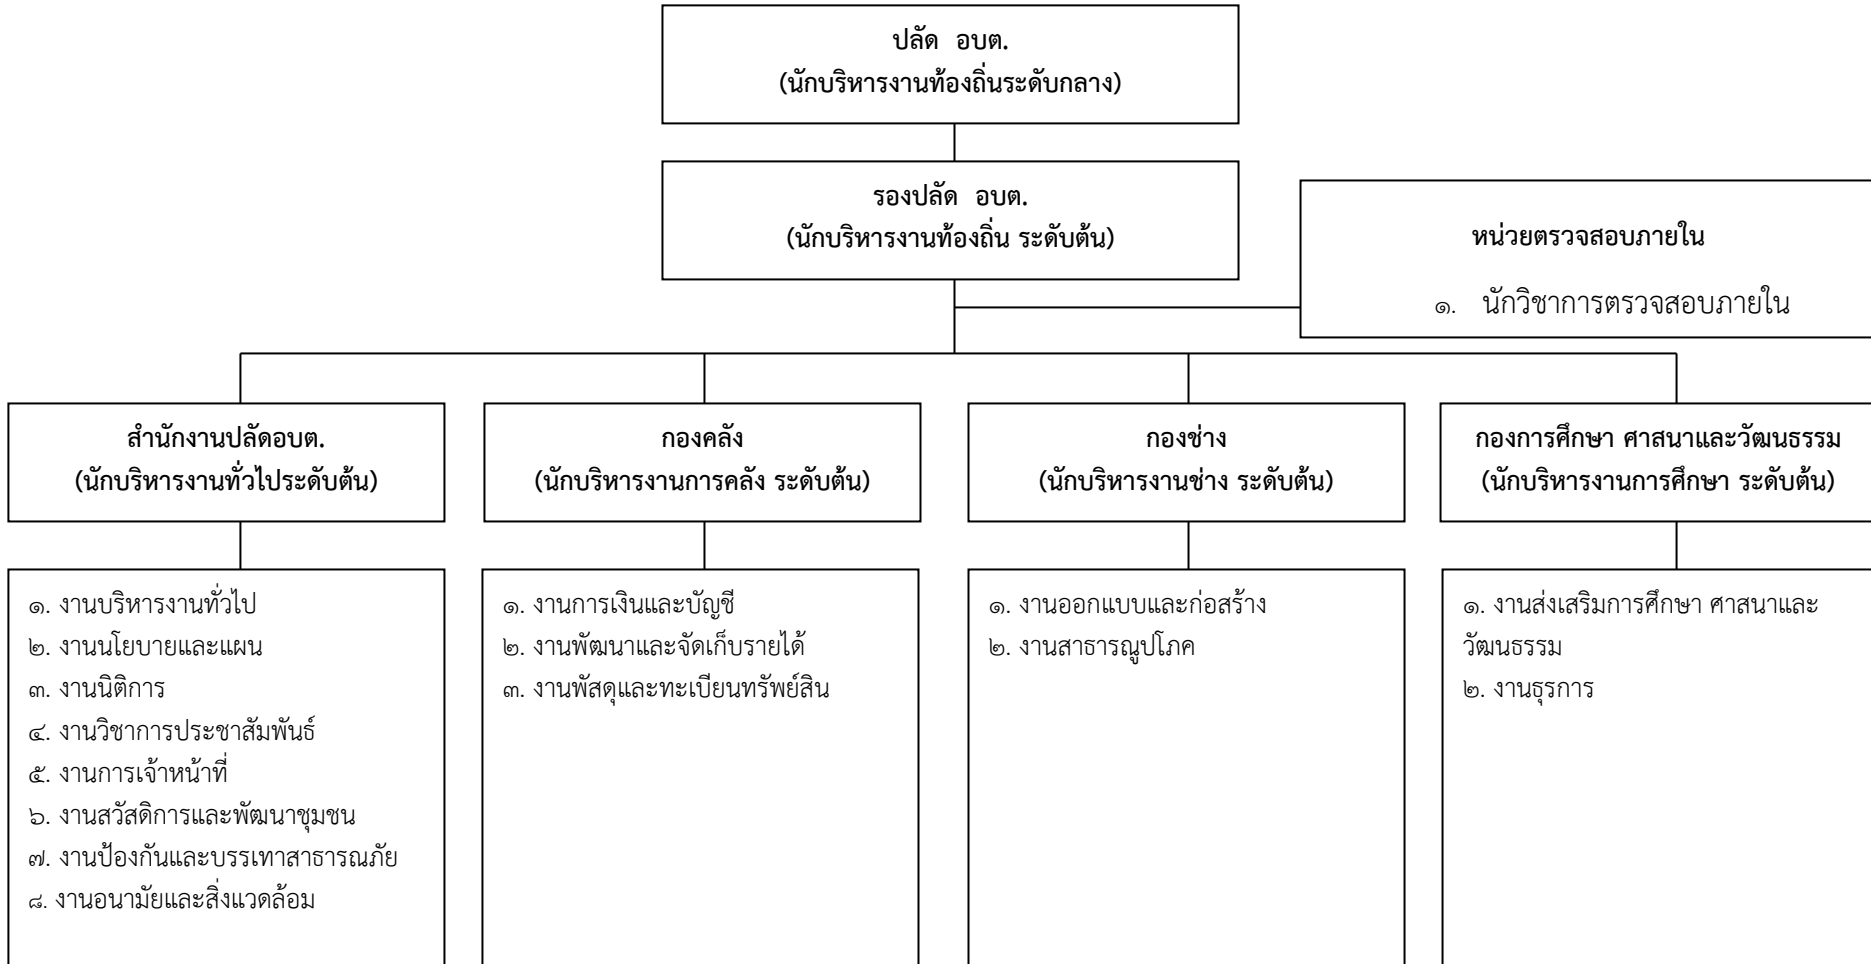 ปลัด อบต.
(นักบริหารงานท้องถิ่นระดับกลาง)
รองปลัด อบต.
(นักบริหารงานท้องถิ่น ระดับต้น)
หน่วยตรวจสอบภายใน
๑. นักวิชาการตรวจสอบภายใน
สำนักงานปลัดอบต.
(นักบริหารงานทั่วไประดับต้น)
กองคลัง
(นักบริหารงานการคลัง ระดับต้น)
กองช่าง
(นักบริหารงานช่าง ระดับต้น)
กองการศึกษา ศาสนาและวัฒนธรรม
(นักบริหารงานการศึกษา ระดับต้น)
๑. งานบริหารงานทั่วไป
๒. งานนโยบายและแผน
๓. งานนิติการ
๔. งานวิชาการประชาสัมพันธ์
๕. งานการเจ้าหน้าที่
๖. งานสวัสดิการและพัฒนาชุมชน
๗. งานป้องกันและบรรเทาสาธารณภัย
๘. งานอนามัยและสิ่งแวดล้อม
๑. งานการเงินและบัญชี
๒. งานพัฒนาและจัดเก็บรายได้
๓. งานพัสดุและทะเบียนทรัพย์สิน
๑. งานออกแบบและก่อสร้าง
๒. งานสาธารณูปโภค
๑. งานส่งเสริมการศึกษา ศาสนาและ
วัฒนธรรม
๒. งานธุรการ